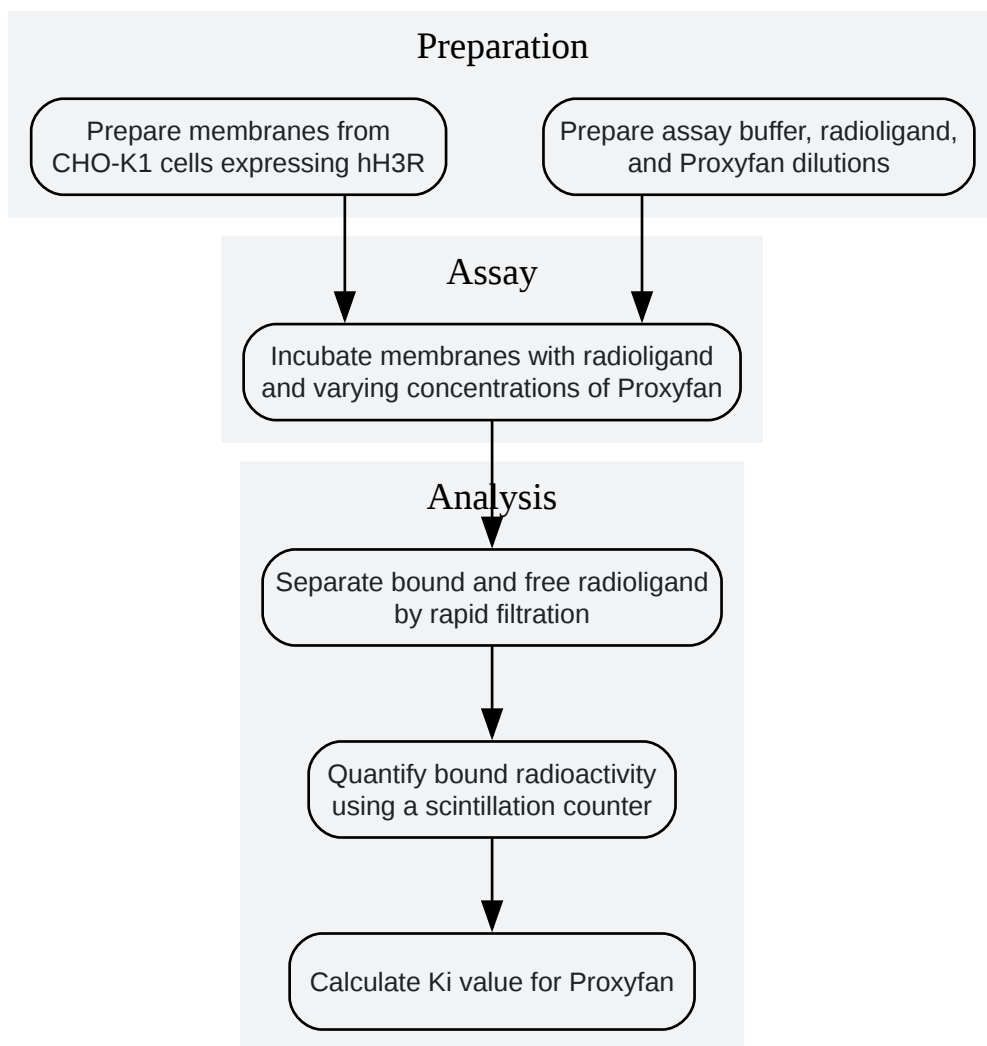 Preparation
Prepare membranes from
CHO-K1 cells expressing hH3R
Prepare assay buffer, radioligand,
and Proxyfan dilutions
Assay
Incubate membranes with radioligand
and varying concentrations of Proxyfan
Analysis
Separate bound and free radioligand
by rapid filtration
Quantify bound radioactivity
using a scintillation counter
Calculate Ki value for Proxyfan